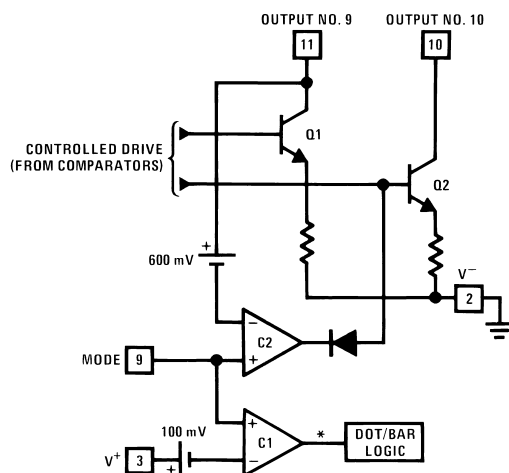 OUTPUT NO. 9
OUTPUT NO. 10
11
10
CONTROLLED DRIVE
(FROM COMPARATORS)
Q1
Q2
+
600 mV
V−
2
−
C2
+
MODE
9
100 mV
+
C1
−
*
DOT/BAR
LOGIC
V+
3
+